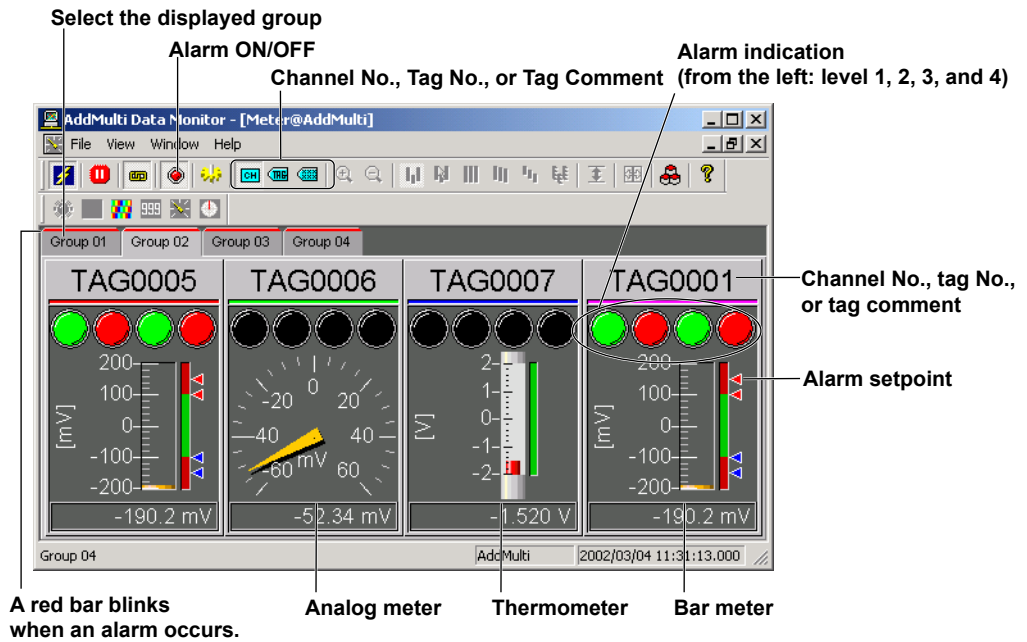 Select the displayed group
Alarm ON/OFF
Channel No., Tag No., or Tag Comment
Alarm indication
(from the left: level 1, 2, 3, and 4)
AddMulti Data Monitor - [Meter@AddMulti]
File View Window Help
CH TAG
999
Group 01 Group 02 Group 03 Group 04
TAG0005 TAG0006 TAG0007 TAG0001
Channel No., tag No.,
or tag comment
200
100
0
-100
-200
[mV]
-190.2 mV
0
-20 20
-40 40
-60 mV 60
-52.34 mV
2
1
0
-1
-2
[V]
-1.520 V
200
100
0
-100
-200
[mV]
-190.2 mV
Alarm setpoint
Group 04 AddMulti 2002/03/04 11:31:13.000
A red bar blinks
when an alarm occurs.
Analog meter
Thermometer
Bar meter